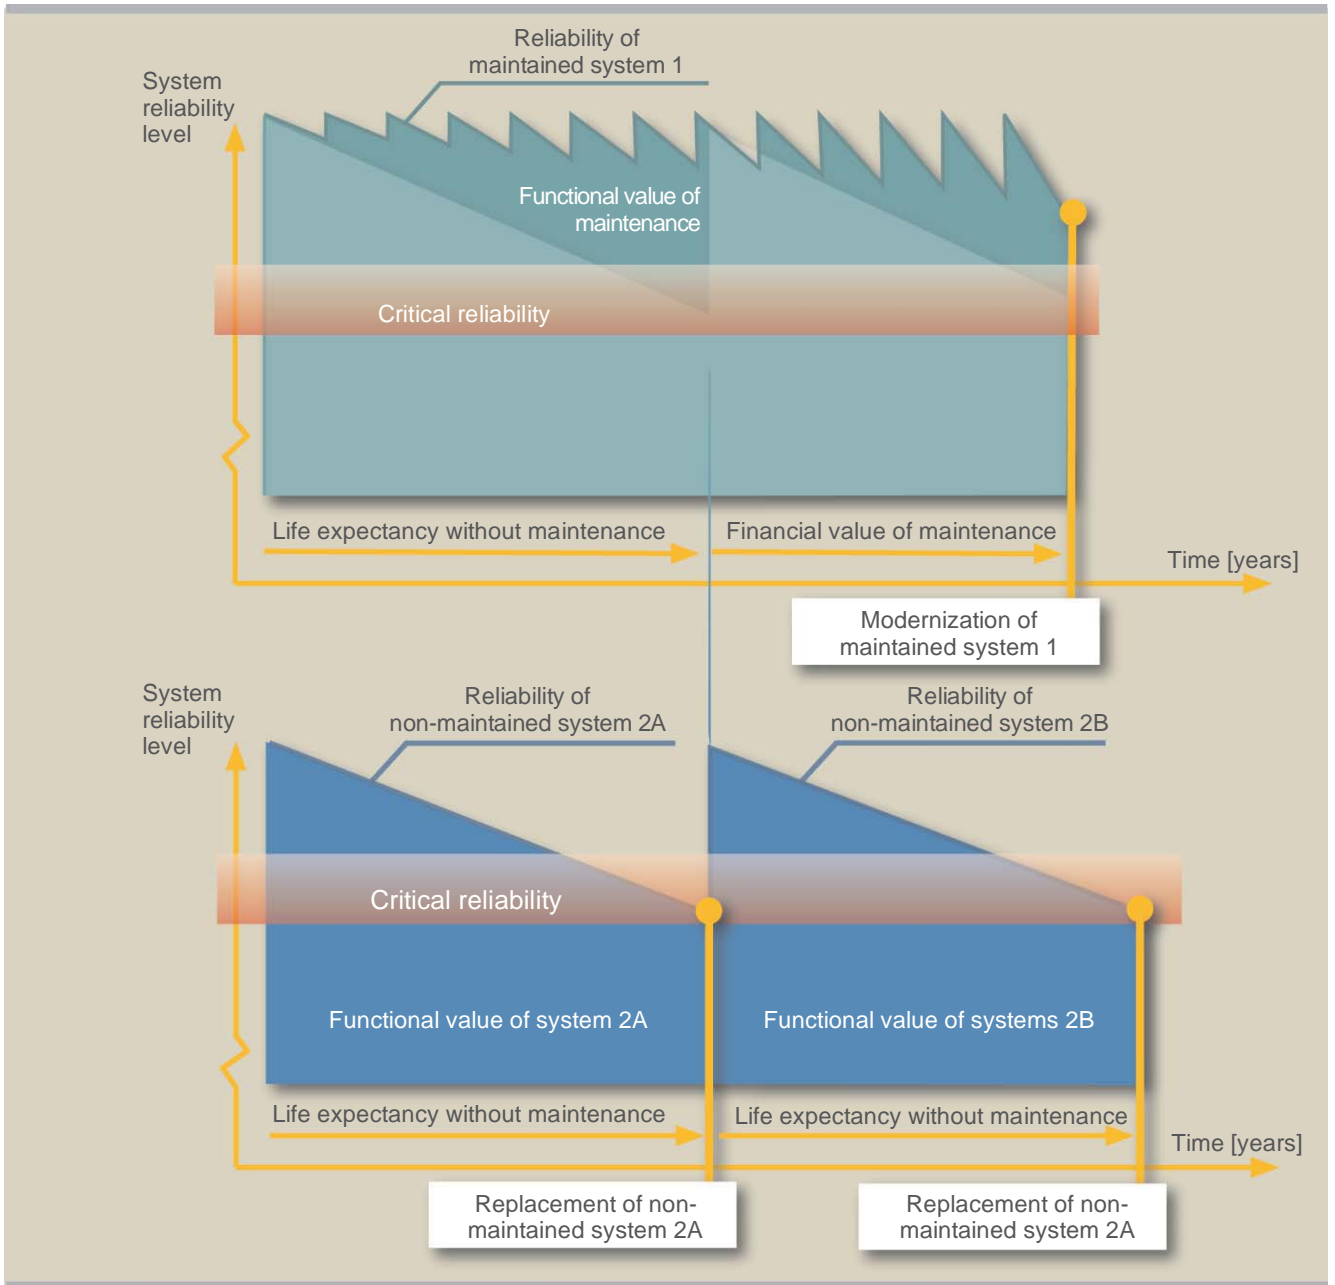 Reliability of
maintained system 1
System
reliability
level
Functional value of
maintenance
Critical reliability
Life expectancy without maintenance
Financial value of maintenance
Time [years]
Modernization of
maintained system 1
System
reliability
level
Reliability of
non-maintained system 2A
Reliability of
non-maintained system 2B
Critical reliability
Functional value of system 2A
Functional value of systems 2B
Life expectancy without maintenance
Life expectancy without maintenance
Time [years]
Replacement of non-
maintained system 2A
Replacement of non-
maintained system 2A